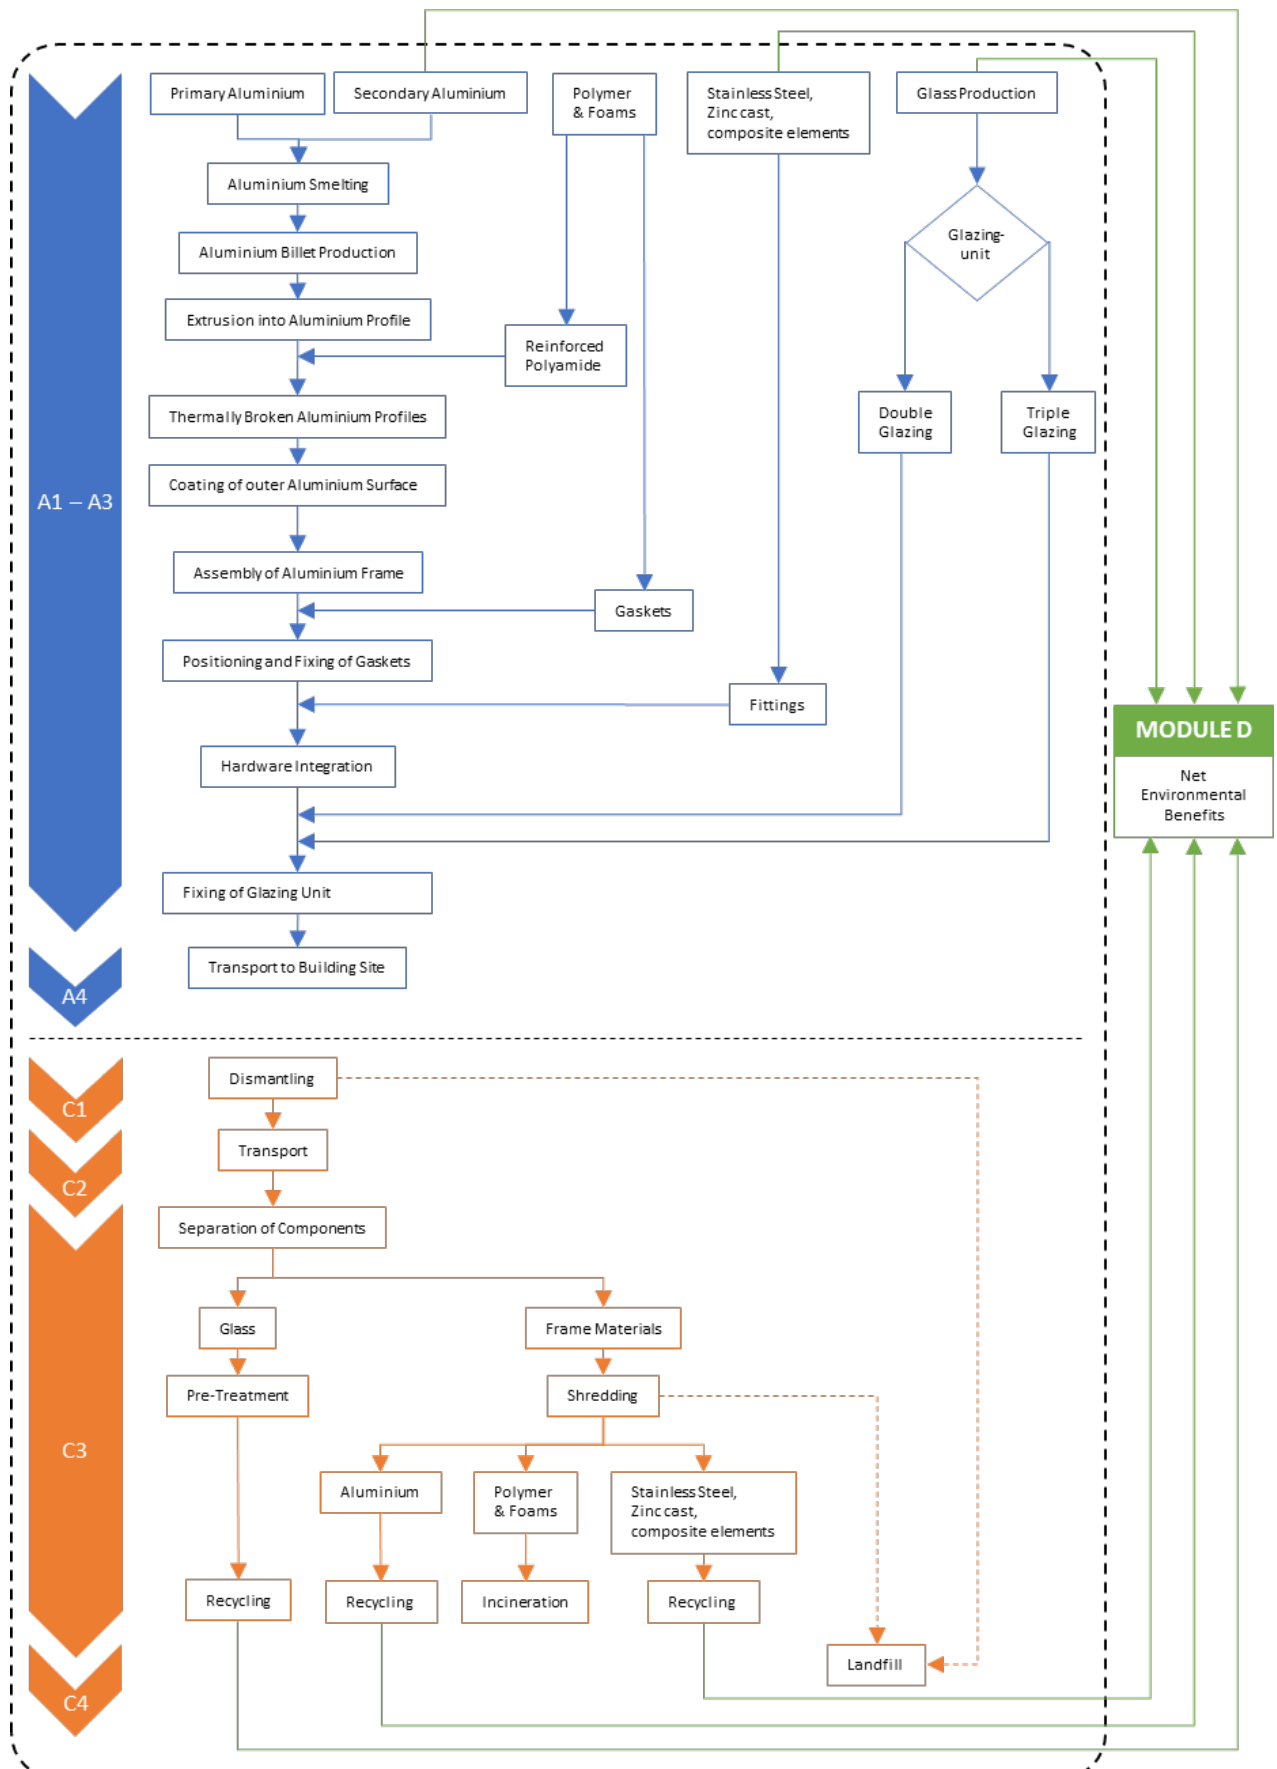 Primary Aluminium
Secondary Aluminium
Polymer
& Foams
Stainless Steel,
Zinc cast,
composite elements
Glass Production
Aluminium Smelting
Glazing-
unit
Aluminium Billet Production
Extrusion into Aluminium Profile
Reinforced
Polyamide
Thermally Broken Aluminium Profiles
Double
Glazing
Triple
Glazing
Coating of outer Aluminium Surface
A1 – A3
Assembly of Aluminium Frame
Gaskets
Positioning and Fixing of Gaskets
Fittings
MODULE D
Net
Environmental
Benefits
Hardware Integration
Fixing of Glazing Unit
Transport to Building Site
A4
Dismantling
C1
Transport
C2
Separation of Components
Glass
Frame Materials
Pre-Treatment
Shredding
C3
Aluminium
Polymer
& Foams
Stainless Steel,
Zinc cast,
composite elements
Recycling
Recycling
Incineration
Recycling
Landfill
C4